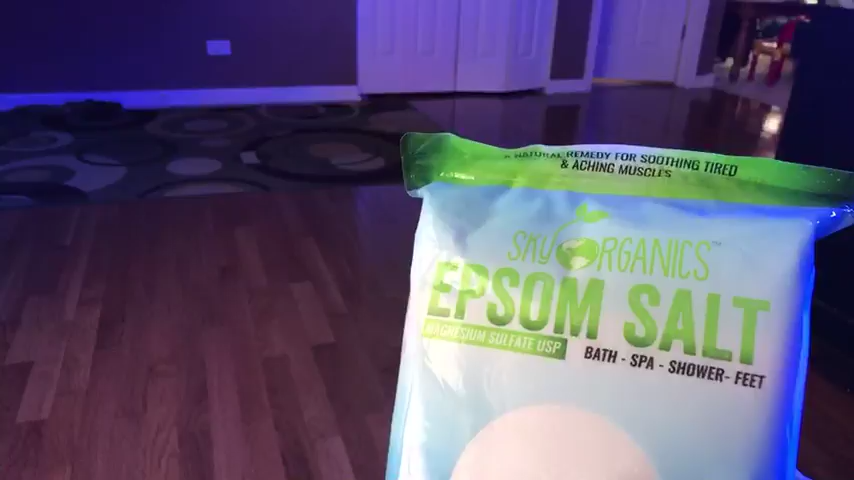 A NATURAL REMEDY FOR SOOTHING TIRED
& ACHING MUSCLES
SKY ORGANICS™
EPSOM SALT
MAGNESIUM SULFATE USP
BATH - SPA - SHOWER- FEET